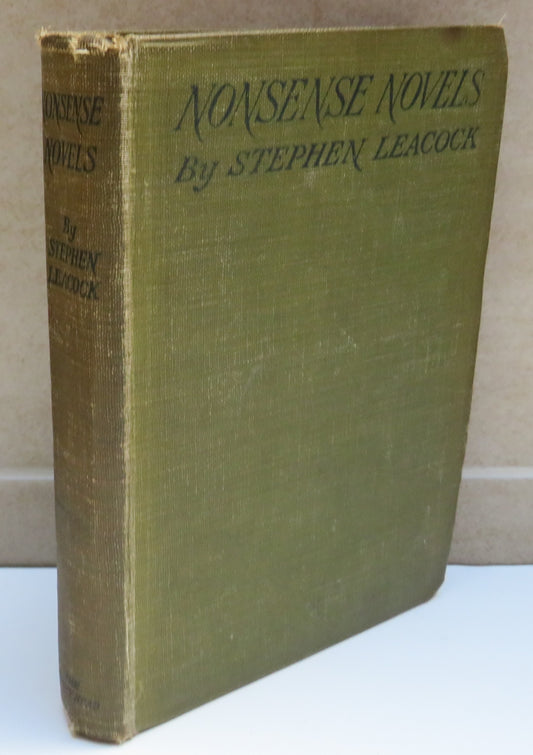 NONSENSE NOVELS
By STEPHEN LEACOCK
NONSENSE
NOVELS
By
STEPHEN
LEACOCK